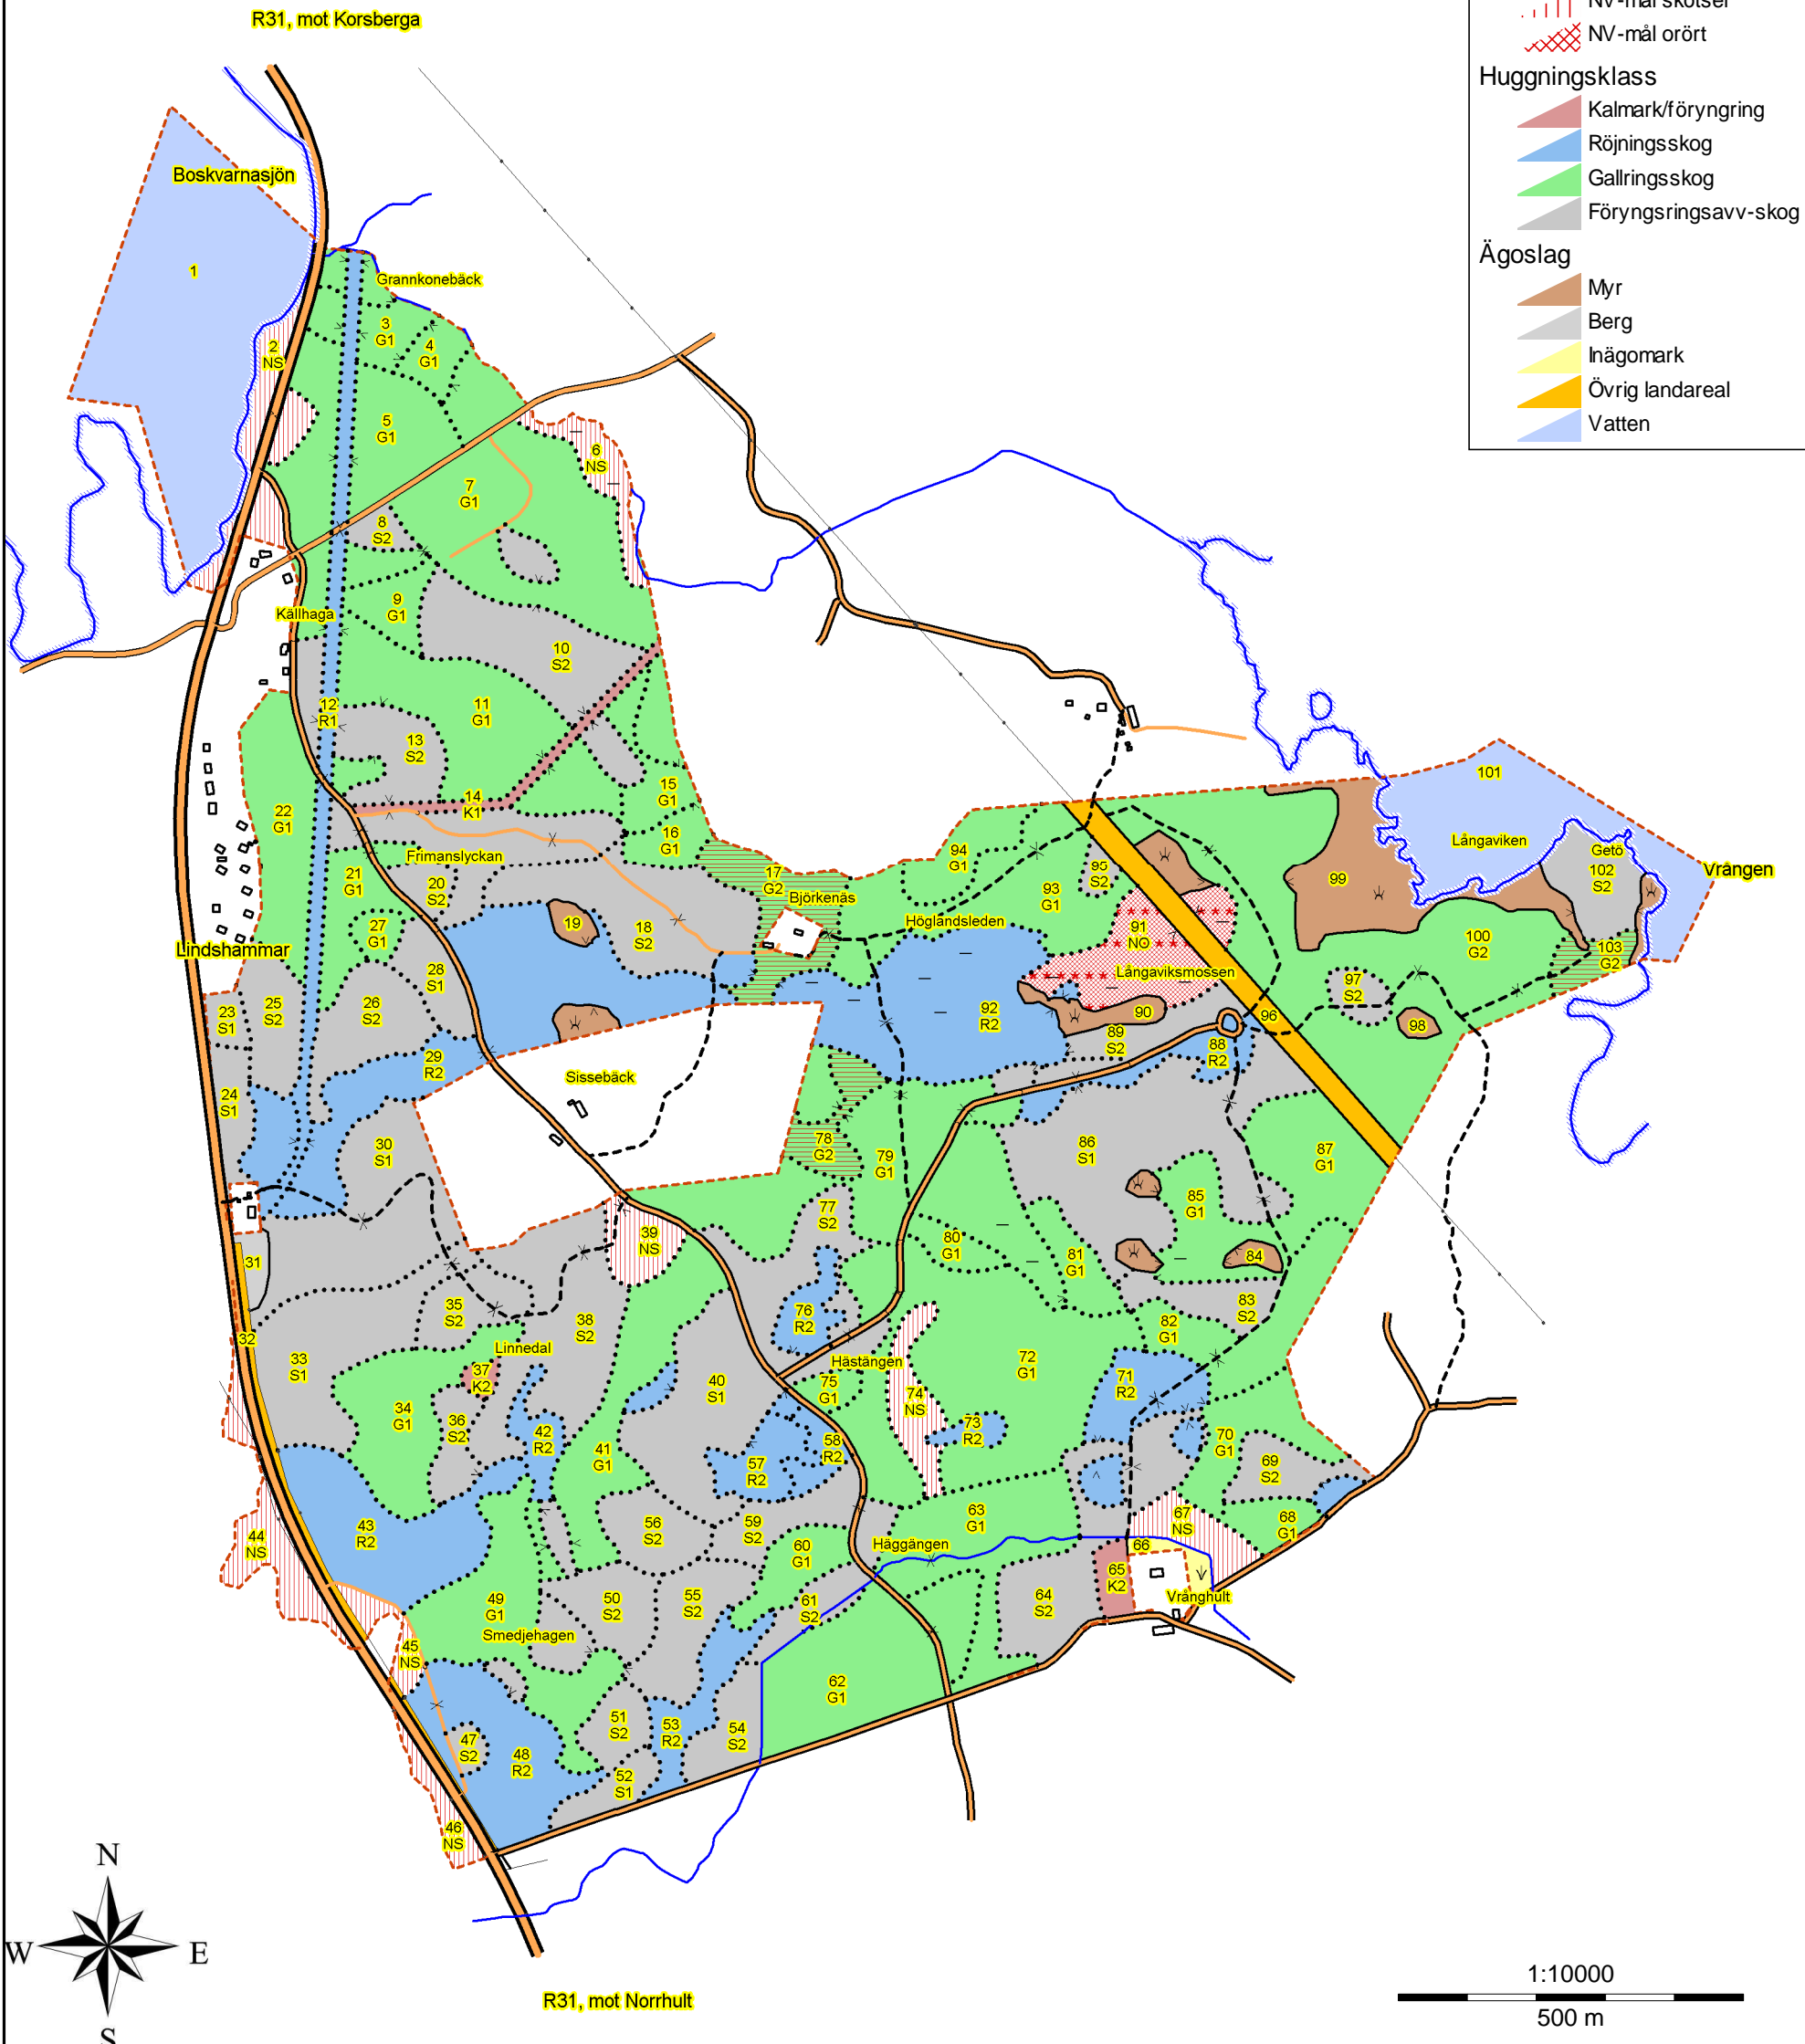 R31, mot Korsberga
NV-mål skötsel
NV-mål orört
Huggningsklass
Kalmark/föryngring
Röjningsskog
Gallringsskog
Föryngsringsavv-skog
Ägoslag
Myr
Berg
Inägomark
Övrig landareal
Vatten
Boskvarnasjön
1
Grannkonebäck
2
NS
3
G1
4
G1
5
G1
6
NS
7
G1
8
S2
9
G1
Källhaga
10
S2
11
G1
12
R1
13
S2
14
K1
15
G1
16
G1
17
G2
Björkenäs
18
S2
19
20
S2
Frimanslyckan
21
G1
22
G1
Lindshammar
23
S1
24
S1
25
S2
26
S2
27
G1
28
S1
29
R2
30
S1
31
32
33
S1
34
G1
35
S2
36
S2
37
K2
Linnedal
38
S2
39
NS
40
S1
41
G1
42
R2
43
R2
44
NS
45
NS
46
NS
47
S2
48
R2
49
G1
Smedjehagen
50
S2
51
S2
52
S1
53
R2
54
S2
55
S2
56
S2
57
R2
58
R2
59
S2
60
G1
61
S2
62
G1
63
G1
Häggängen
64
S2
65
K2
66
67
NS
Vrånghult
68
G1
69
S2
70
G1
71
R2
72
G1
73
R2
74
NS
75
G1
Hästängen
76
R2
77
S2
78
G2
79
G1
80
G1
81
G1
82
G1
83
S2
84
85
G1
86
S1
87
G1
88
R2
89
S2
90
91
NO
Långaviksmossen
92
R2
Höglandsleden
93
G1
94
G1
95
S2
96
97
S2
98
99
100
G2
101
Långaviken
Getö
102
S2
103
G2
Vrången
Sissebäck
N
W
E
S
R31, mot Norrhult
1:10000
500 m